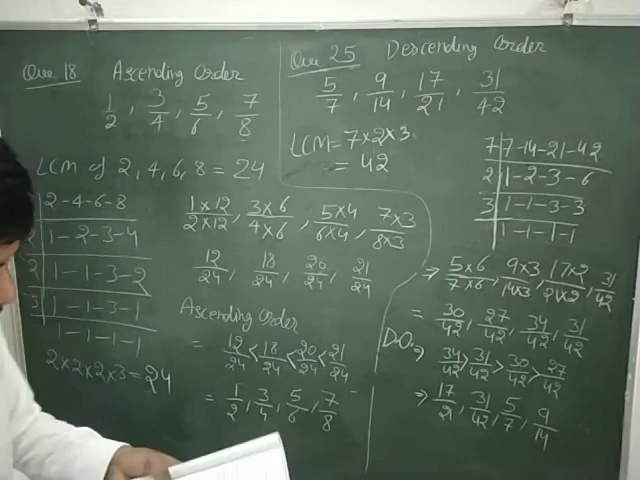 Que 18 Ascending Order
1/2, 3/4, 5/6, 7/8
LCM of 2, 4, 6, 8 = 24
2-4-6-8
2 1-2-3-4
2 1-1-3-2
3 1-1-3-1
1-1-1-1
2×2×2×3=24
1×12/2×12, 3×6/4×6, 5×4/6×4, 7×3/8×3
12/24, 18/24, 20/24, 21/24
Ascending Order
= 12/24 < 18/24 < 20/24 < 21/24
= 1/2, 3/4, 5/6, 7/8
Que 25 Descending Order
5/7, 9/14, 17/21, 31/42
LCM = 7×2×3
= 42
7 7-14-21-42
2 1-2-3-6
3 1-1-3-3
1-1-1-1
⇒ 5×6/7×6, 9×3/14×3, 17×2/21×2, 31/42
= 30/42, 27/42, 34/42, 31/42
D.O. ⇒ 34/42 > 31/42 > 30/42 > 27/42
⇒ 17/21, 31/42, 5/7, 9/14